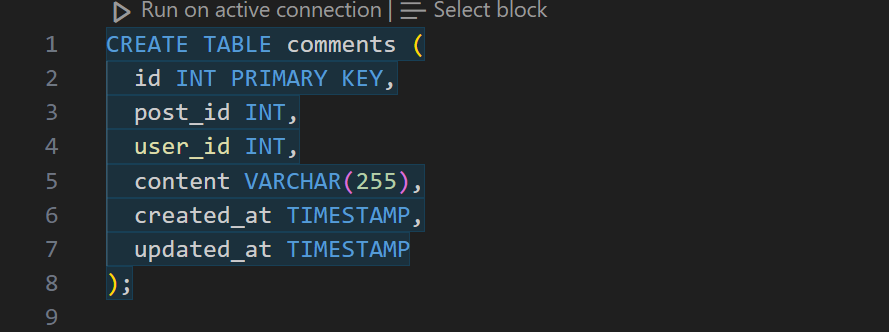 Run on active connection | Select block
1 CREATE TABLE comments (
2 id INT PRIMARY KEY,
3 post_id INT,
4 user_id INT,
5 content VARCHAR(255),
6 created_at TIMESTAMP,
7 updated_at TIMESTAMP
8 );
9